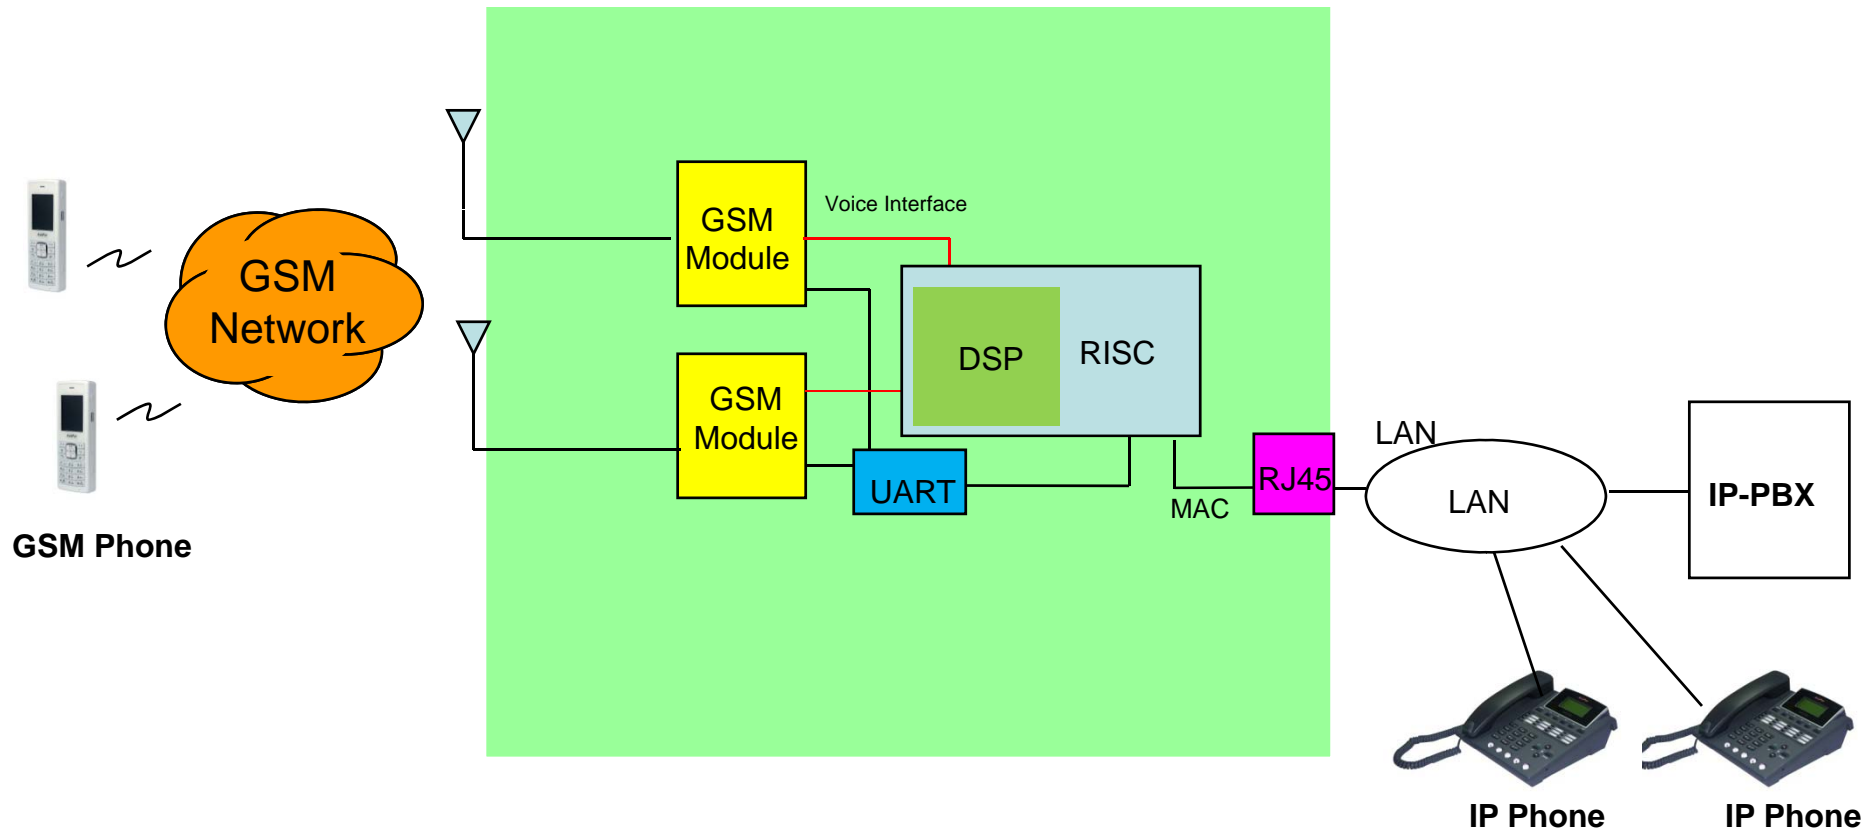 GSM
Module
Voice Interface
GSM
Network
DSP
RISC
GSM
Module
UART
MAC
RJ45
LAN
LAN
IP-PBX
GSM Phone
IP Phone
IP Phone